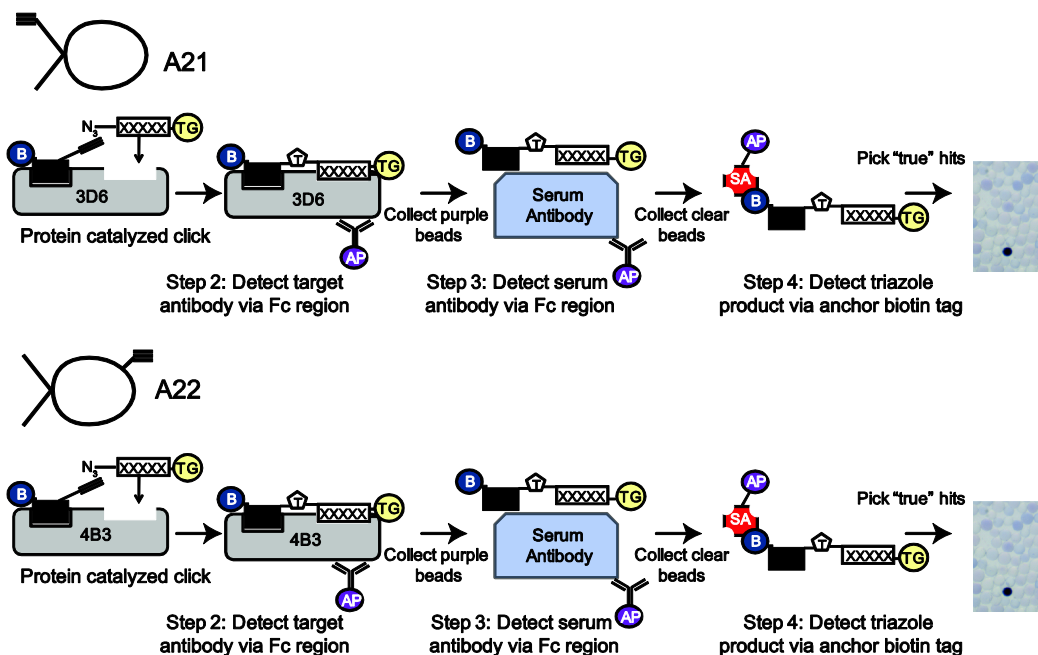 A21
N3 XXXXX TG
B
3D6
Protein catalyzed click
B T XXXXX TG
3D6
AP
Step 2: Detect target
antibody via Fc region
Collect purple
beads
B T XXXXX TG
Serum
Antibody
AP
Step 3: Detect serum
antibody via Fc region
Collect clear
beads
AP
SA
B T XXXXX TG
Step 4: Detect triazole
product via anchor biotin tag
Pick “true” hits
A22
N3 XXXXX TG
B
4B3
Protein catalyzed click
B T XXXXX TG
4B3
AP
Step 2: Detect target
antibody via Fc region
Collect purple
beads
B T XXXXX TG
Serum
Antibody
AP
Step 3: Detect serum
antibody via Fc region
Collect clear
beads
AP
SA
B T XXXXX TG
Step 4: Detect triazole
product via anchor biotin tag
Pick “true” hits